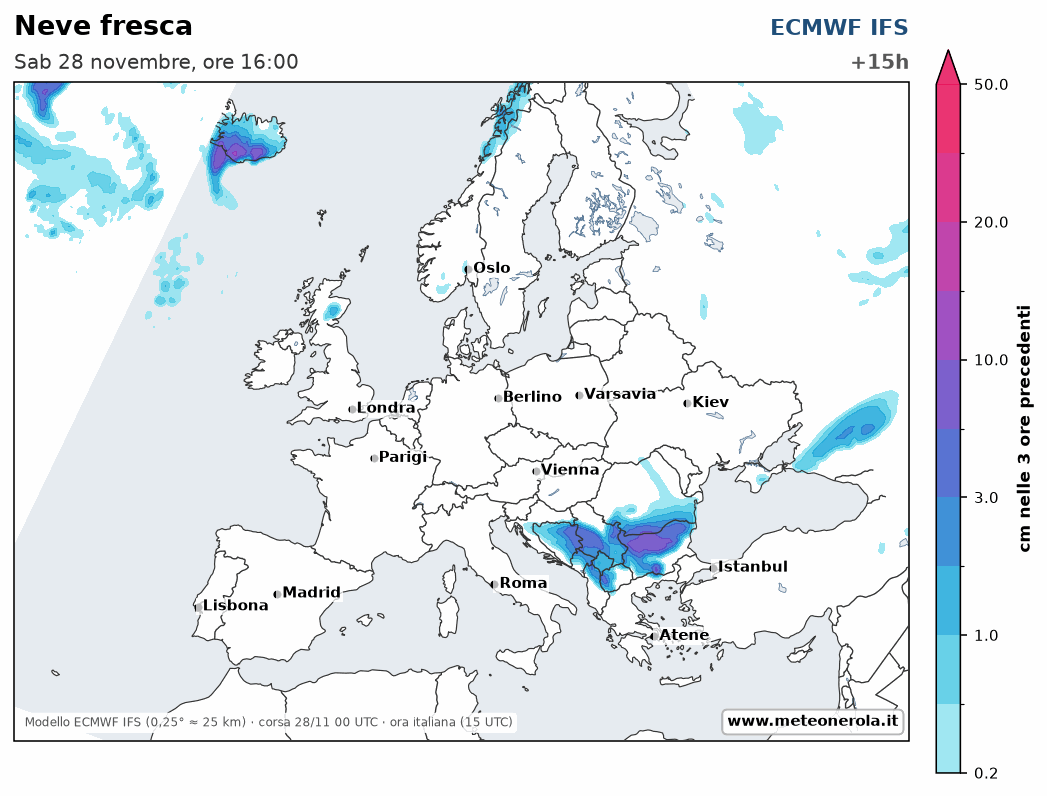 Neve fresca
ECMWF IFS
Sab 28 novembre, ore 16:00
+15h
50.0
20.0
10.0
3.0
1.0
0.2
cm nelle 3 ore precedenti
Oslo
Berlino
Varsavia
Kiev
Londra
Parigi
Vienna
Istanbul
Roma
Madrid
Lisbona
Atene
Modello ECMWF IFS (0,25° ≈ 25 km) · corsa 28/11 00 UTC · ora italiana (15 UTC)
www.meteonerola.it